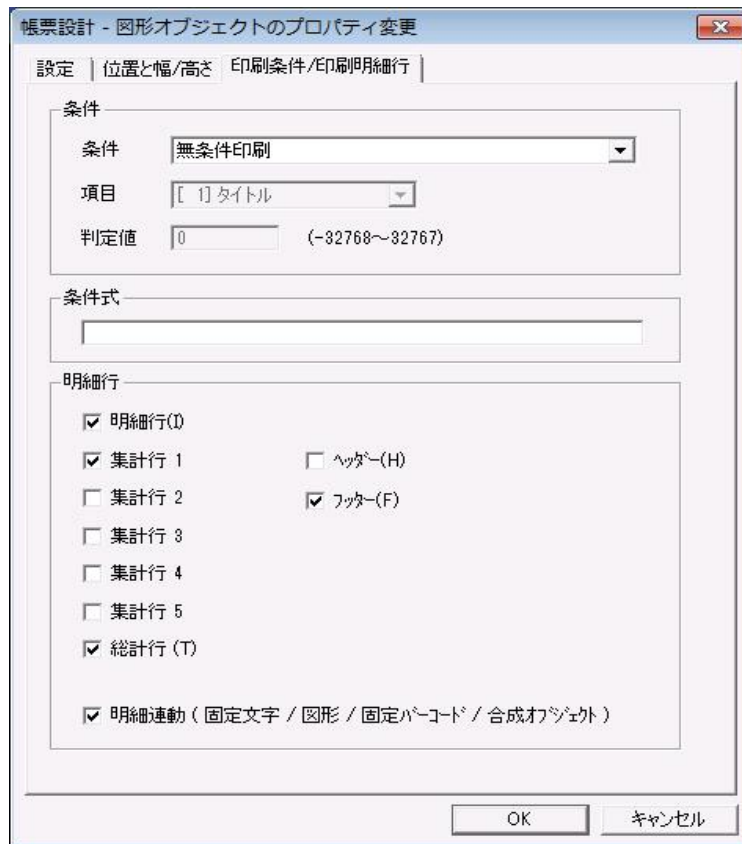 帳票設計 - 図形オブジェクトのプロパティ変更
設定 位置と幅/高さ 印刷条件/印刷明細行
条件
条件 無条件印刷
項目 [ 1] タイトル
判定値 0 (-32768～32767)
条件式
明細行
明細行(I)
集計行 1 ヘッダー(H)
集計行 2 フッター(F)
集計行 3
集計行 4
集計行 5
総計行 (T)
明細連動 ( 固定文字 / 図形 / 固定バーコード / 合成オブジェクト )
OK キャンセル